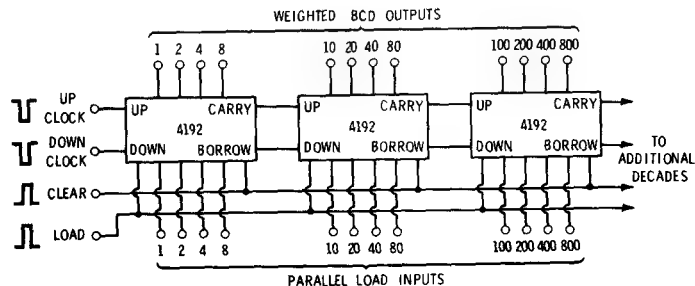 WEIGHTED BCD OUTPUTS
1 2 4 8 10 20 40 80 100 200 400 800
UP CLOCK
UP CARRY
4192
DOWN BORROW
UP CARRY
4192
DOWN BORROW
UP CARRY
4192
DOWN BORROW
DOWN CLOCK
CLEAR
LOAD
TO
ADDITIONAL
DECADES
1 2 4 8 10 20 40 80 100 200 400 800
PARALLEL LOAD INPUTS